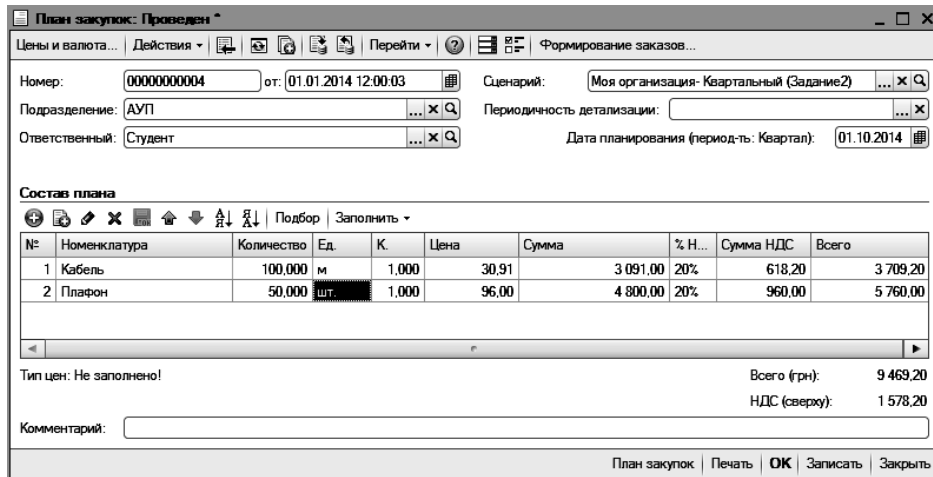 План закупок: Проведен *
Цены и валюта... Действия Перейти Формирование заказов...
Номер: 00000000004 от: 01.01.2014 12:00:03 Сценарий: Моя организация- Квартальный (Задание2)
Подразделение: АУП Периодичность детализации:
Ответственный: Студент Дата планирования (период-ть: Квартал): 01.10.2014
Состав плана
Подбор Заполнить
№ Номенклатура Количество Ед. К. Цена Сумма % Н... Сумма НДС Всего
1 Кабель 100,000 м 1,000 30,91 3 091,00 20% 618,20 3 709,20
2 Плафон 50,000 шт. 1,000 96,00 4 800,00 20% 960,00 5 760,00
Тип цен: Не заполнено! Всего (грн): 9 469,20
НДС (сверху): 1 578,20
Комментарий:
План закупок Печать ОК Записать Закрыть